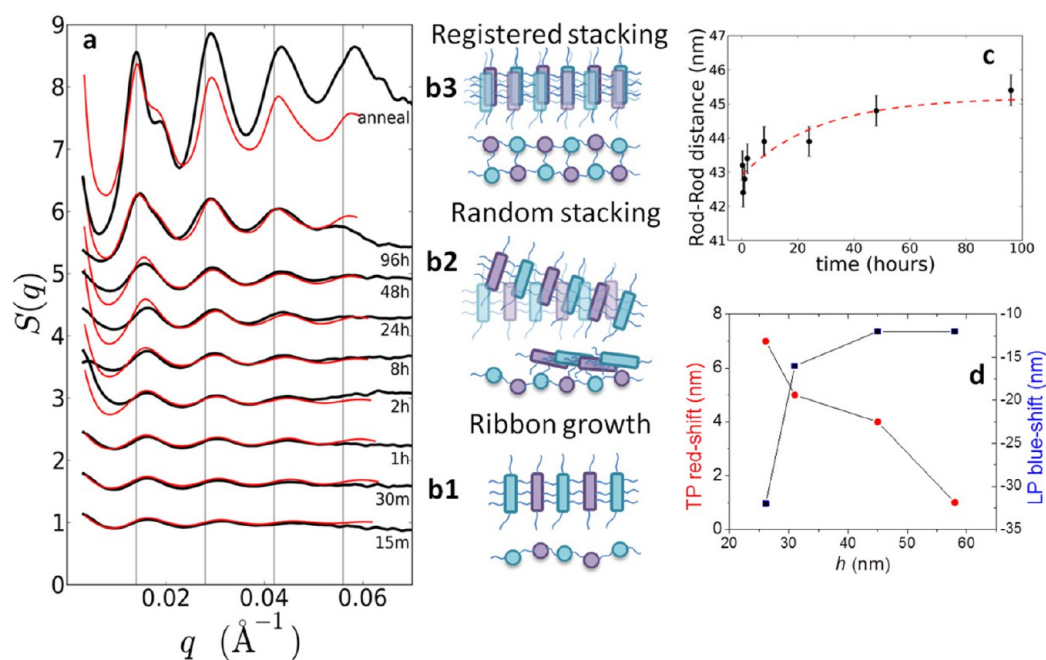 a
9
8
7
6
5
4
3
2
1
0
S(q)
anneal
96h
48h
24h
8h
2h
1h
30m
15m
0.02
0.04
0.06
q (Å⁻¹)
Registered stacking
b3
Random stacking
b2
Ribbon growth
b1
c
47
46
45
44
43
42
41
Rod-Rod distance (nm)
0
20
40
60
80
100
time (hours)
d
8
6
4
2
0
TP red-shift (nm)
-10
-15
-20
-25
-30
-35
LP blue-shift (nm)
20
30
40
50
60
h (nm)